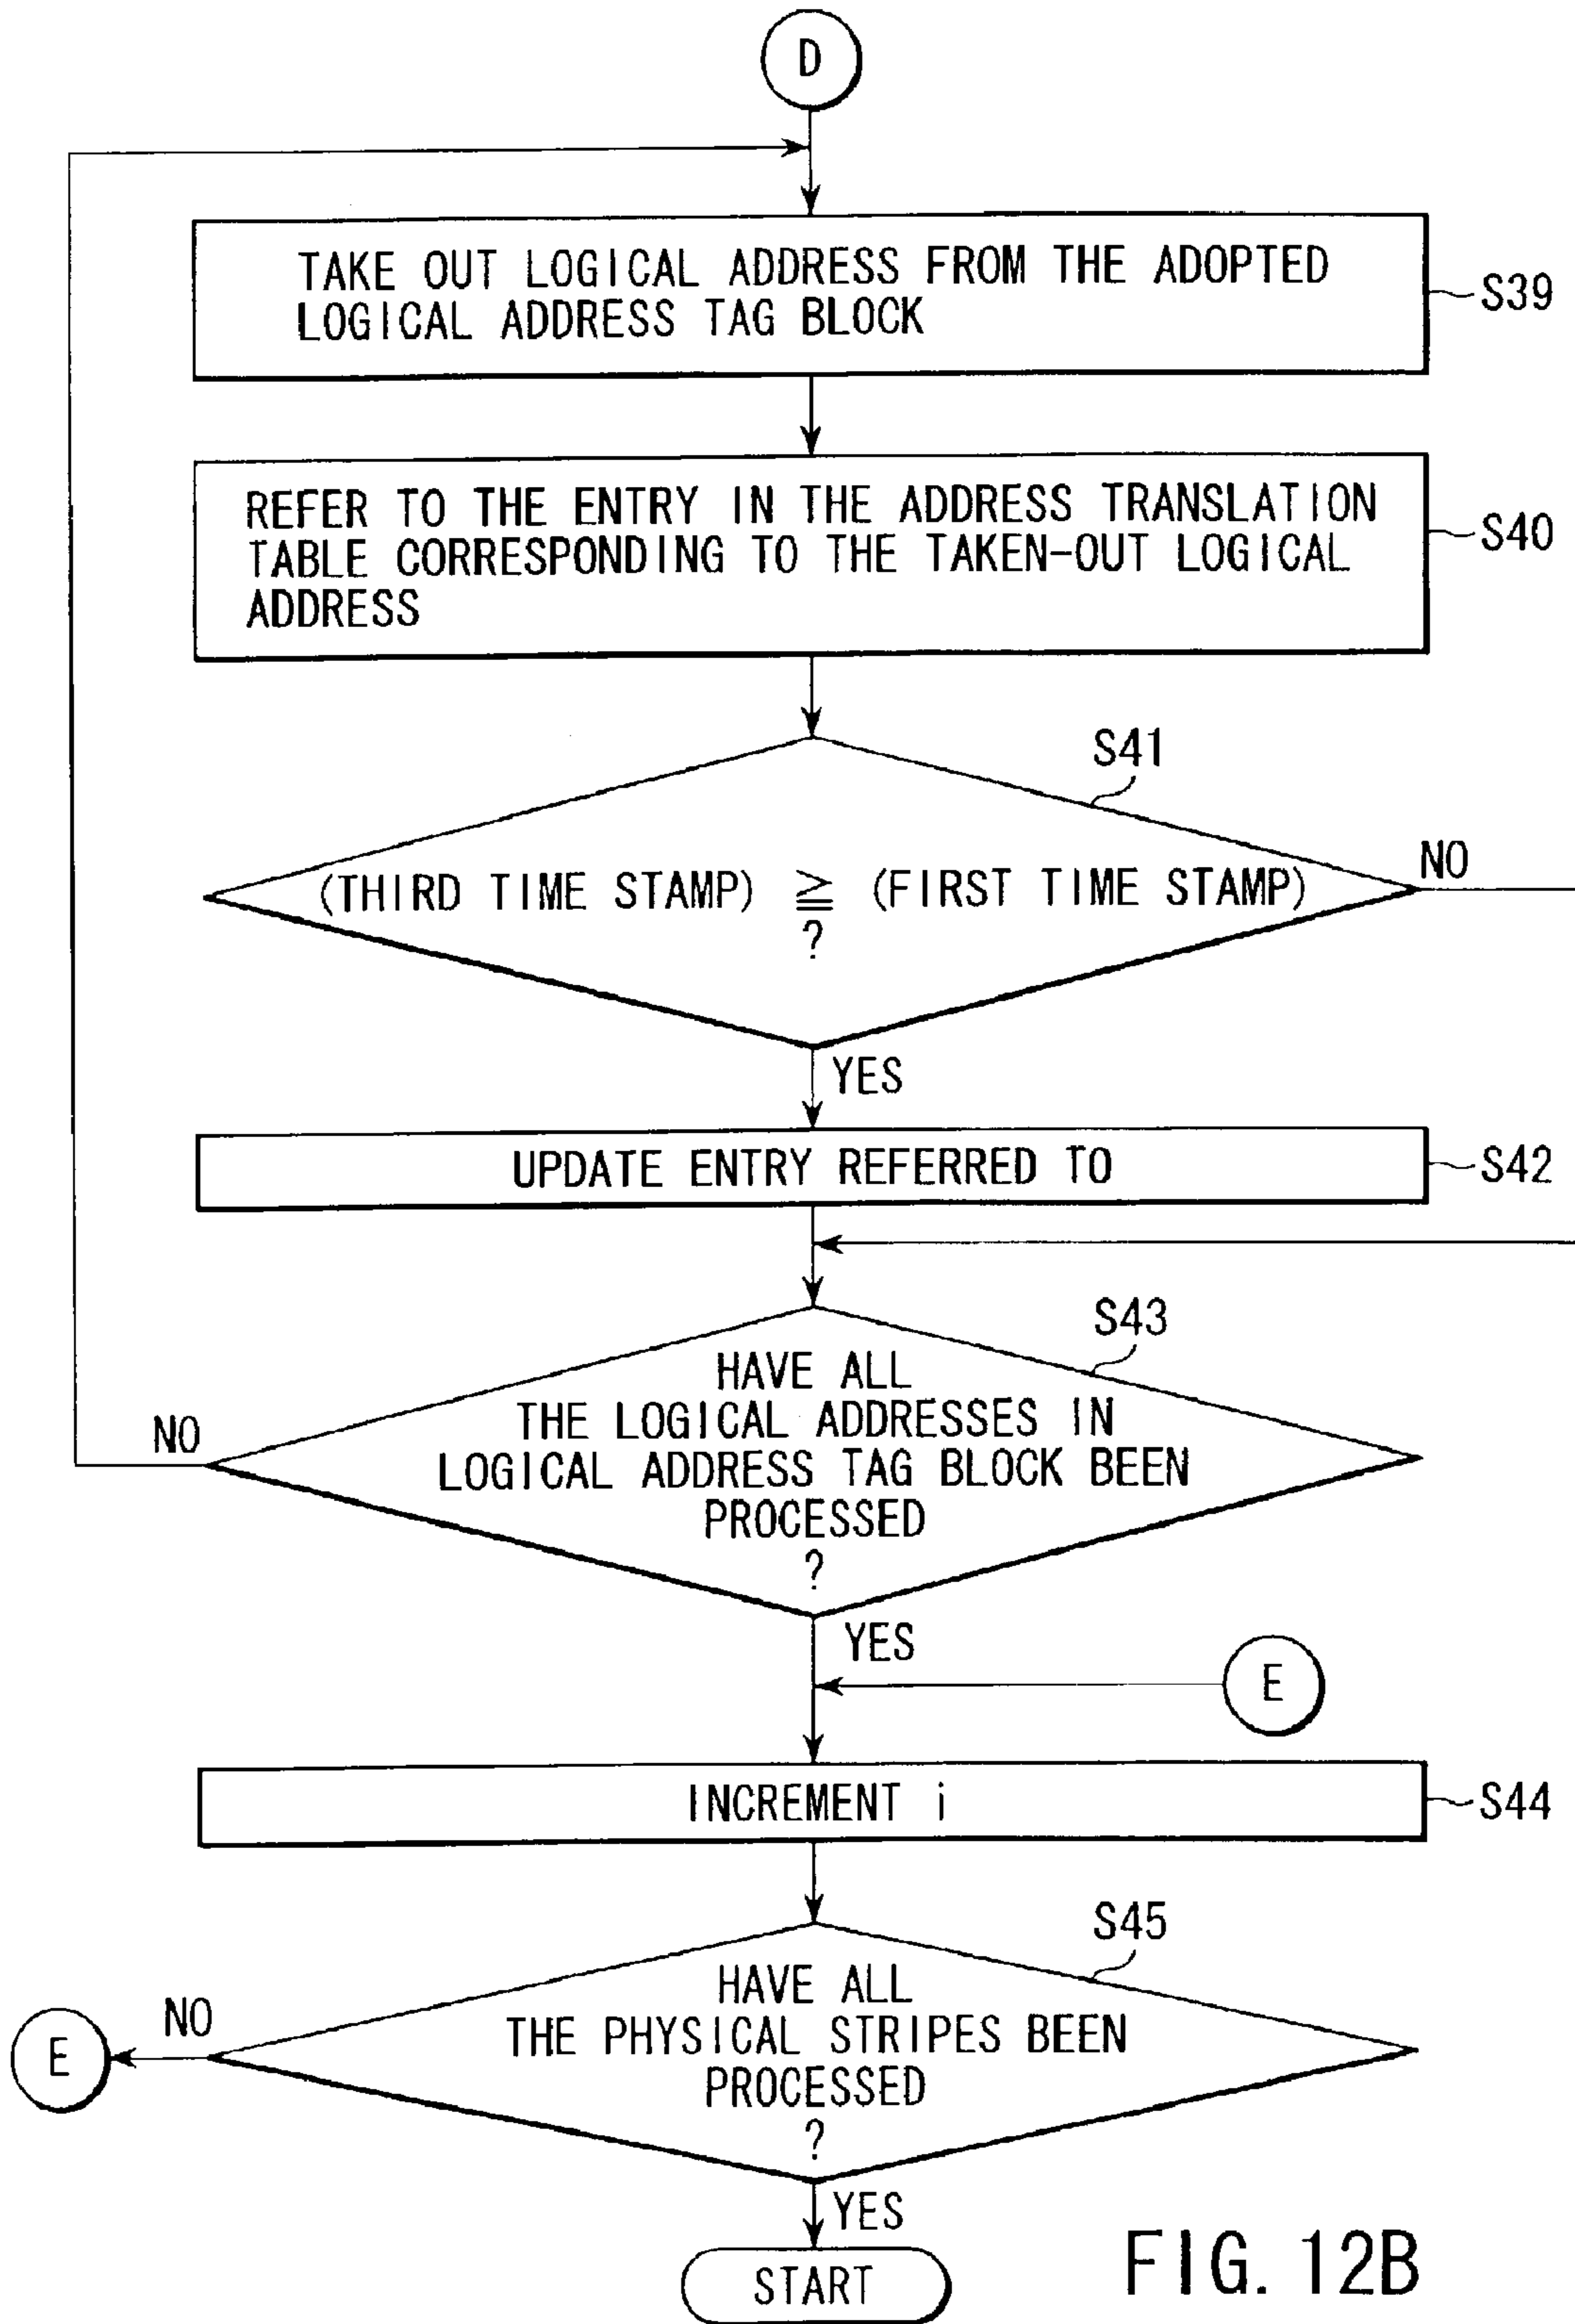 D
TAKE OUT LOGICAL ADDRESS FROM THE ADOPTED
LOGICAL ADDRESS TAG BLOCK
S39
REFER TO THE ENTRY IN THE ADDRESS TRANSLATION
TABLE CORRESPONDING TO THE TAKEN-OUT LOGICAL
ADDRESS
S40
S41
(THIRD TIME STAMP) ≧ (FIRST TIME STAMP)
?
NO
YES
UPDATE ENTRY REFERRED TO
S42
S43
HAVE ALL
THE LOGICAL ADDRESSES IN
LOGICAL ADDRESS TAG BLOCK BEEN
PROCESSED
?
NO
YES
E
INCREMENT i
S44
S45
HAVE ALL
THE PHYSICAL STRIPES BEEN
PROCESSED
?
NO
E
YES
START
FIG. 12B